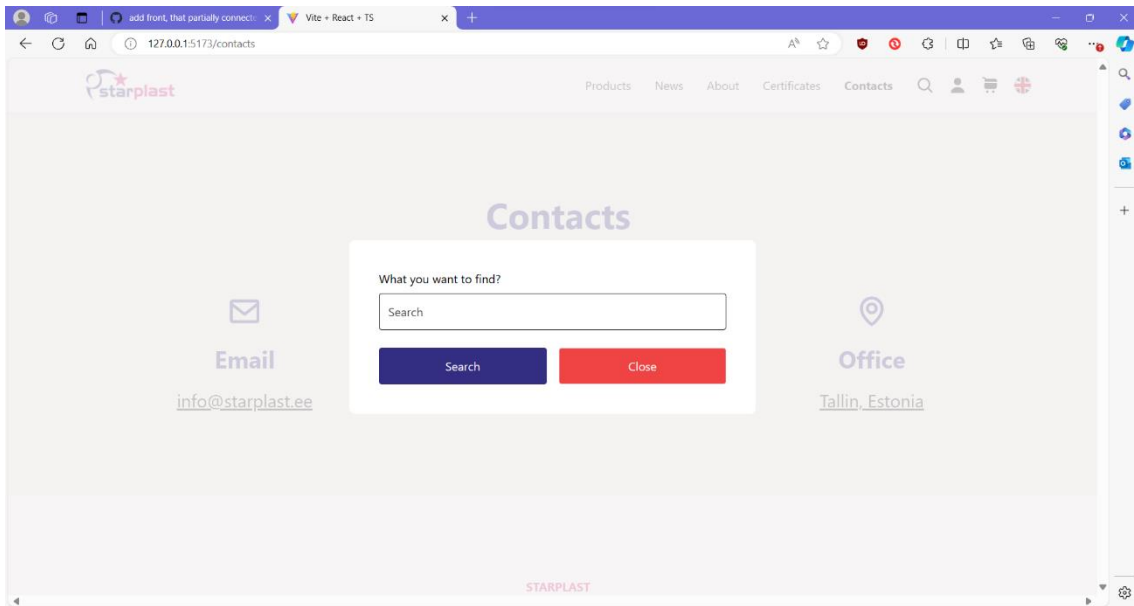 add front, that partially connects
Vite + React + TS
127.0.0.1:5173/contacts
starplast
Products News About Certificates Contacts
Contacts
What you want to find?
Search
Search Close
Email Office
info@starplast.ee Tallin, Estonia
STARPLAST